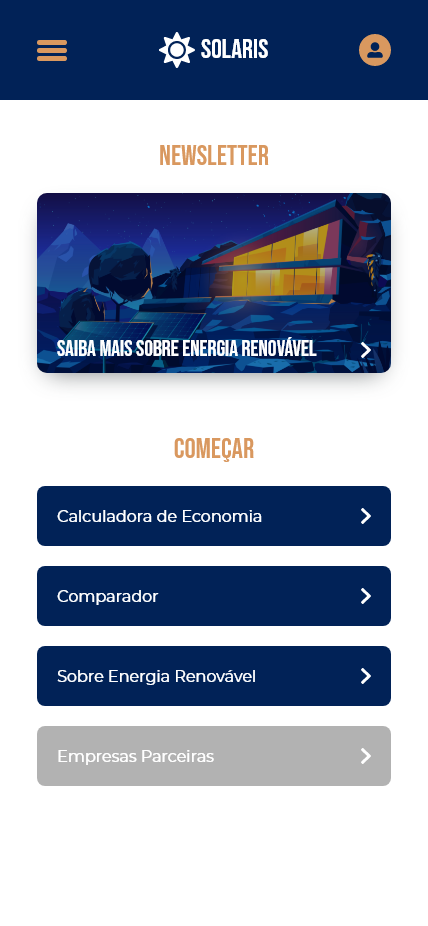 SOLARIS
NEWSLETTER
SAIBA MAIS SOBRE ENERGIA RENOVÁVEL
COMEÇAR
Calculadora de Economia
Comparador
Sobre Energia Renovável
Empresas Parceiras